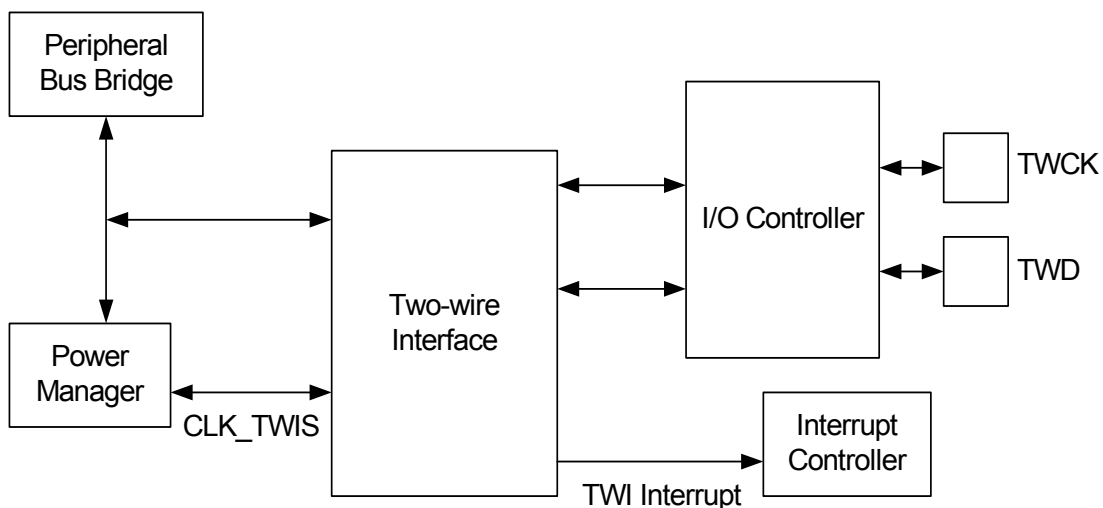 Peripheral
Bus Bridge
TWCK
I/O Controller
TWD
Two-wire
Interface
Power
Manager
CLK_TWIS
Interrupt
Controller
TWI Interrupt